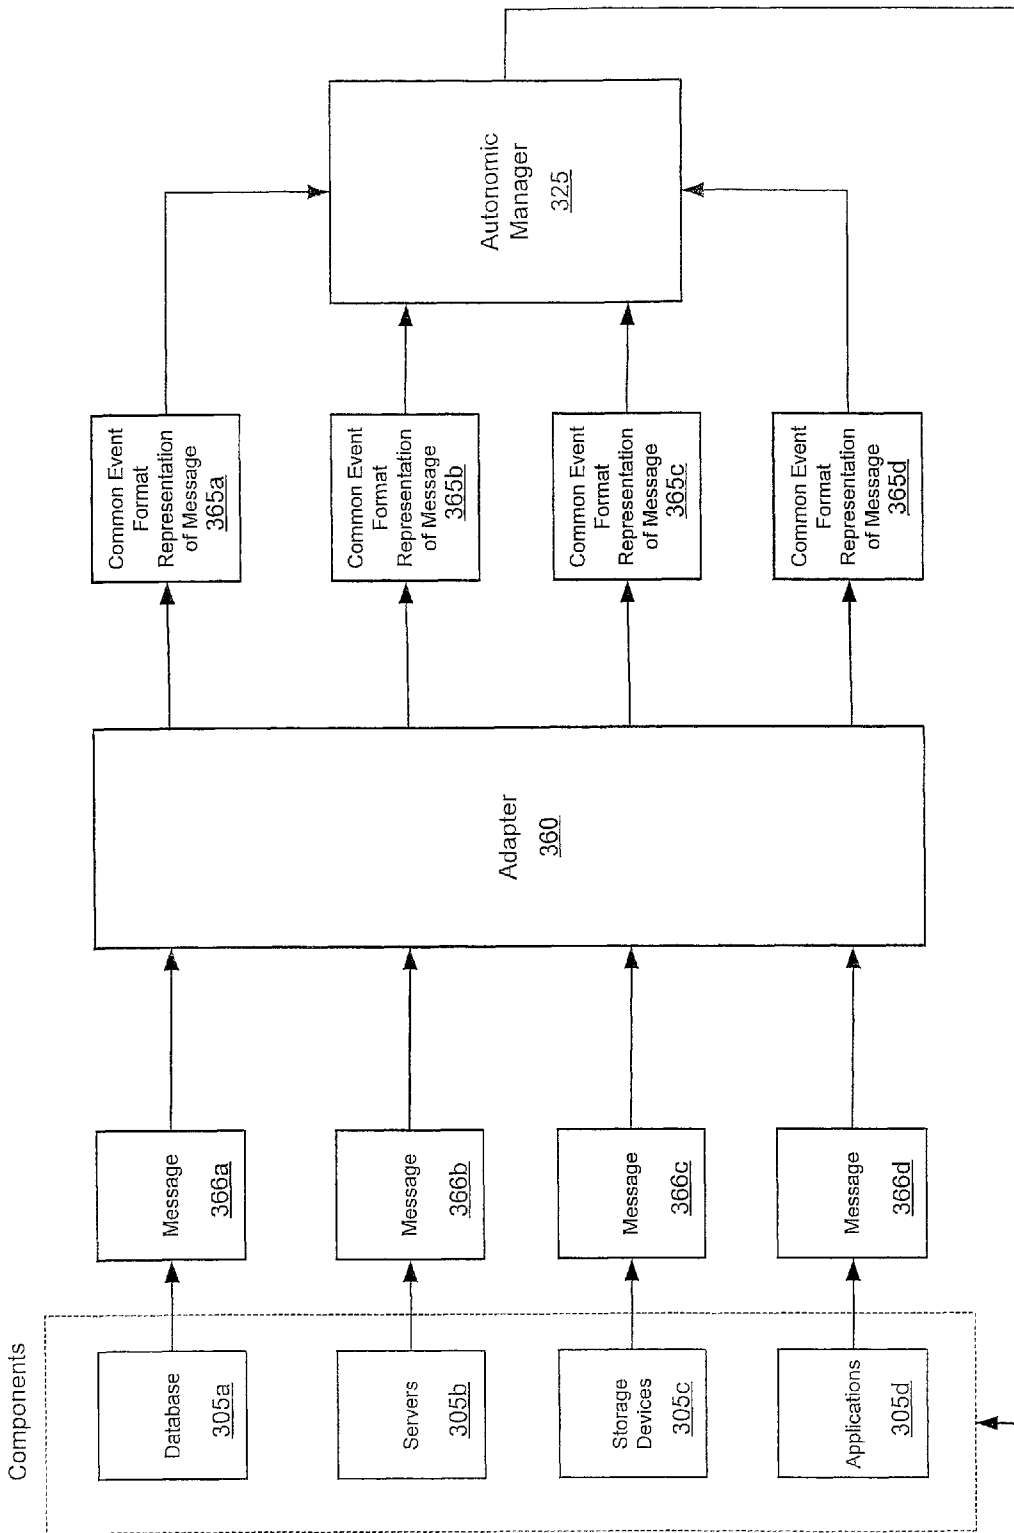 Components
Database
305a
Servers
305b
Storage
Devices
305c
Applications
305d
Message
366a
Message
366b
Message
366c
Message
366d
Adapter
360
Common Event
Format
Representation
of Message
365a
Common Event
Format
Representation
of Message
365b
Common Event
Format
Representation
of Message
365c
Common Event
Format
Representation
of Message
365d
Autonomic
Manager
325